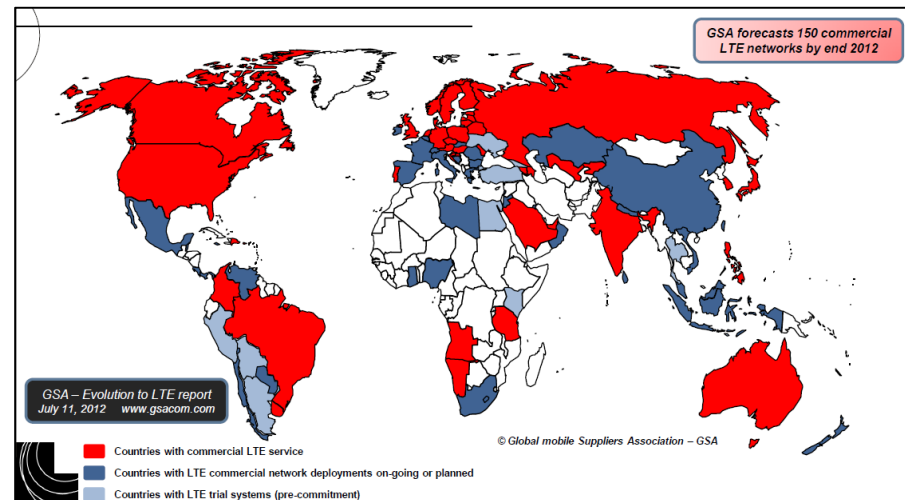 GSA forecasts 150 commercial
LTE networks by end 2012
GSA – Evolution to LTE report
July 11, 2012 www.gsacom.com
© Global mobile Suppliers Association – GSA
Countries with commercial LTE service
Countries with LTE commercial network deployments on-going or planned
Countries with LTE trial systems (pre-commitment)